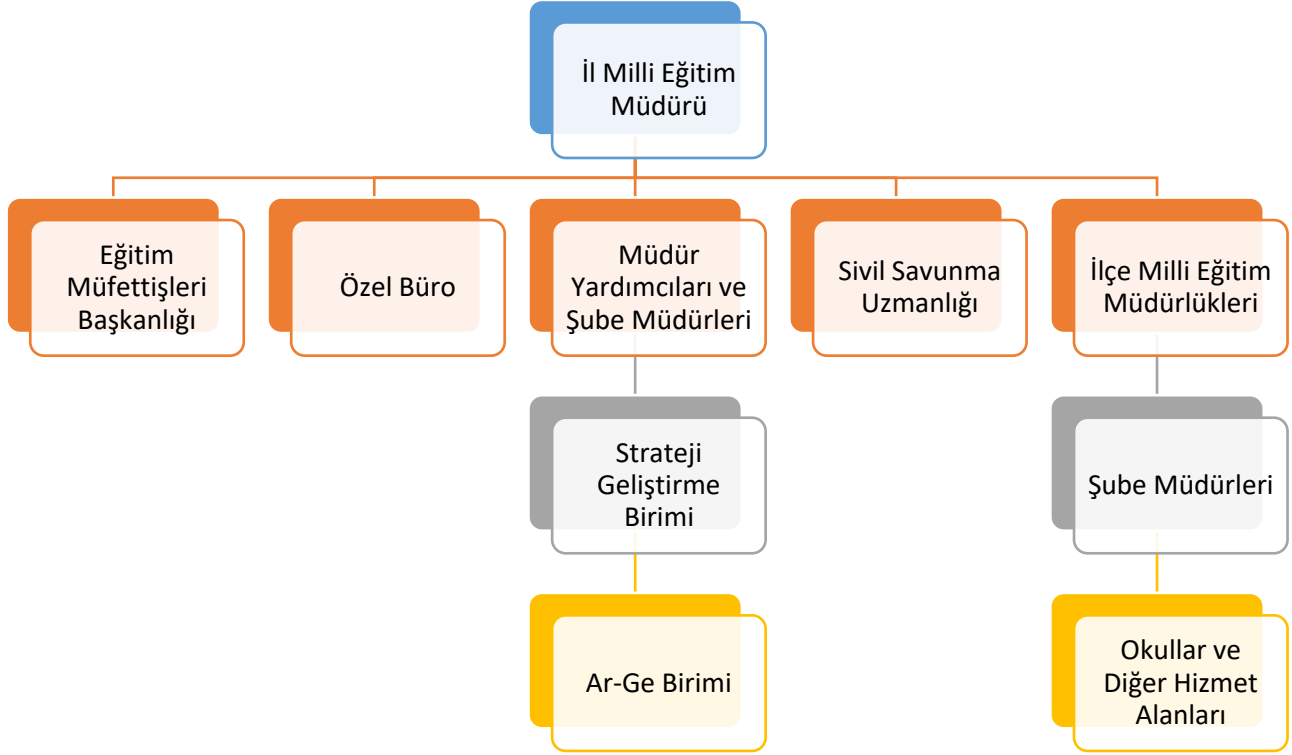 İl Milli Eğitim
Müdürü
Eğitim
Müfettişleri
Başkanlığı
Özel Büro
Müdür
Yardımcıları ve
Şube Müdürleri
Sivil Savunma
Uzmanlığı
İlçe Milli Eğitim
Müdürlükleri
Strateji
Geliştirme
Birimi
Şube Müdürleri
Ar-Ge Birimi
Okullar ve
Diğer Hizmet
Alanları